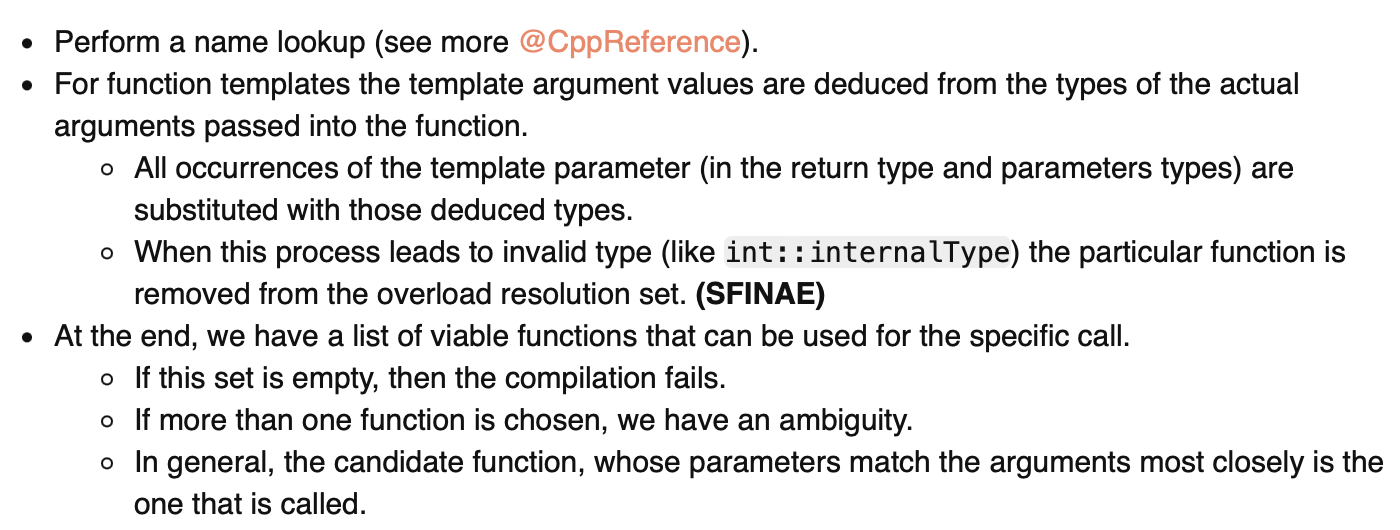 • Perform a name lookup (see more @CppReference).
• For function templates the template argument values are deduced from the types of the actual
arguments passed into the function.
◦ All occurrences of the template parameter (in the return type and parameters types) are
substituted with those deduced types.
◦ When this process leads to invalid type (like int::internalType) the particular function is
removed from the overload resolution set. (SFINAE)
• At the end, we have a list of viable functions that can be used for the specific call.
◦ If this set is empty, then the compilation fails.
◦ If more than one function is chosen, we have an ambiguity.
◦ In general, the candidate function, whose parameters match the arguments most closely is the
one that is called.